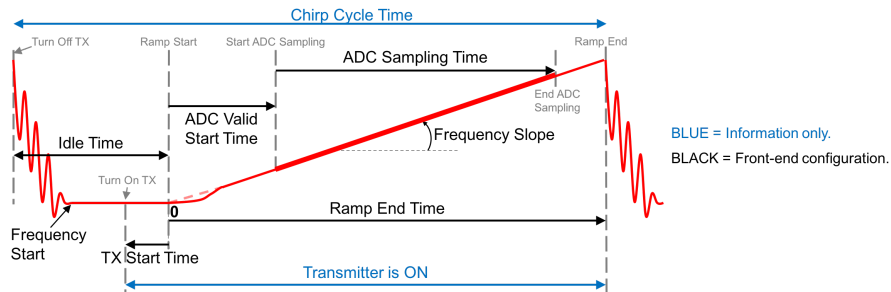 Chirp Cycle Time
Turn Off TX
Ramp Start
Start ADC Sampling
Ramp End
ADC Sampling Time
End ADC
Sampling
ADC Valid
Start Time
Frequency Slope
Idle Time
BLUE = Information only.
BLACK = Front-end configuration.
Turn On TX
0
Ramp End Time
Frequency
Start
TX Start Time
Transmitter is ON